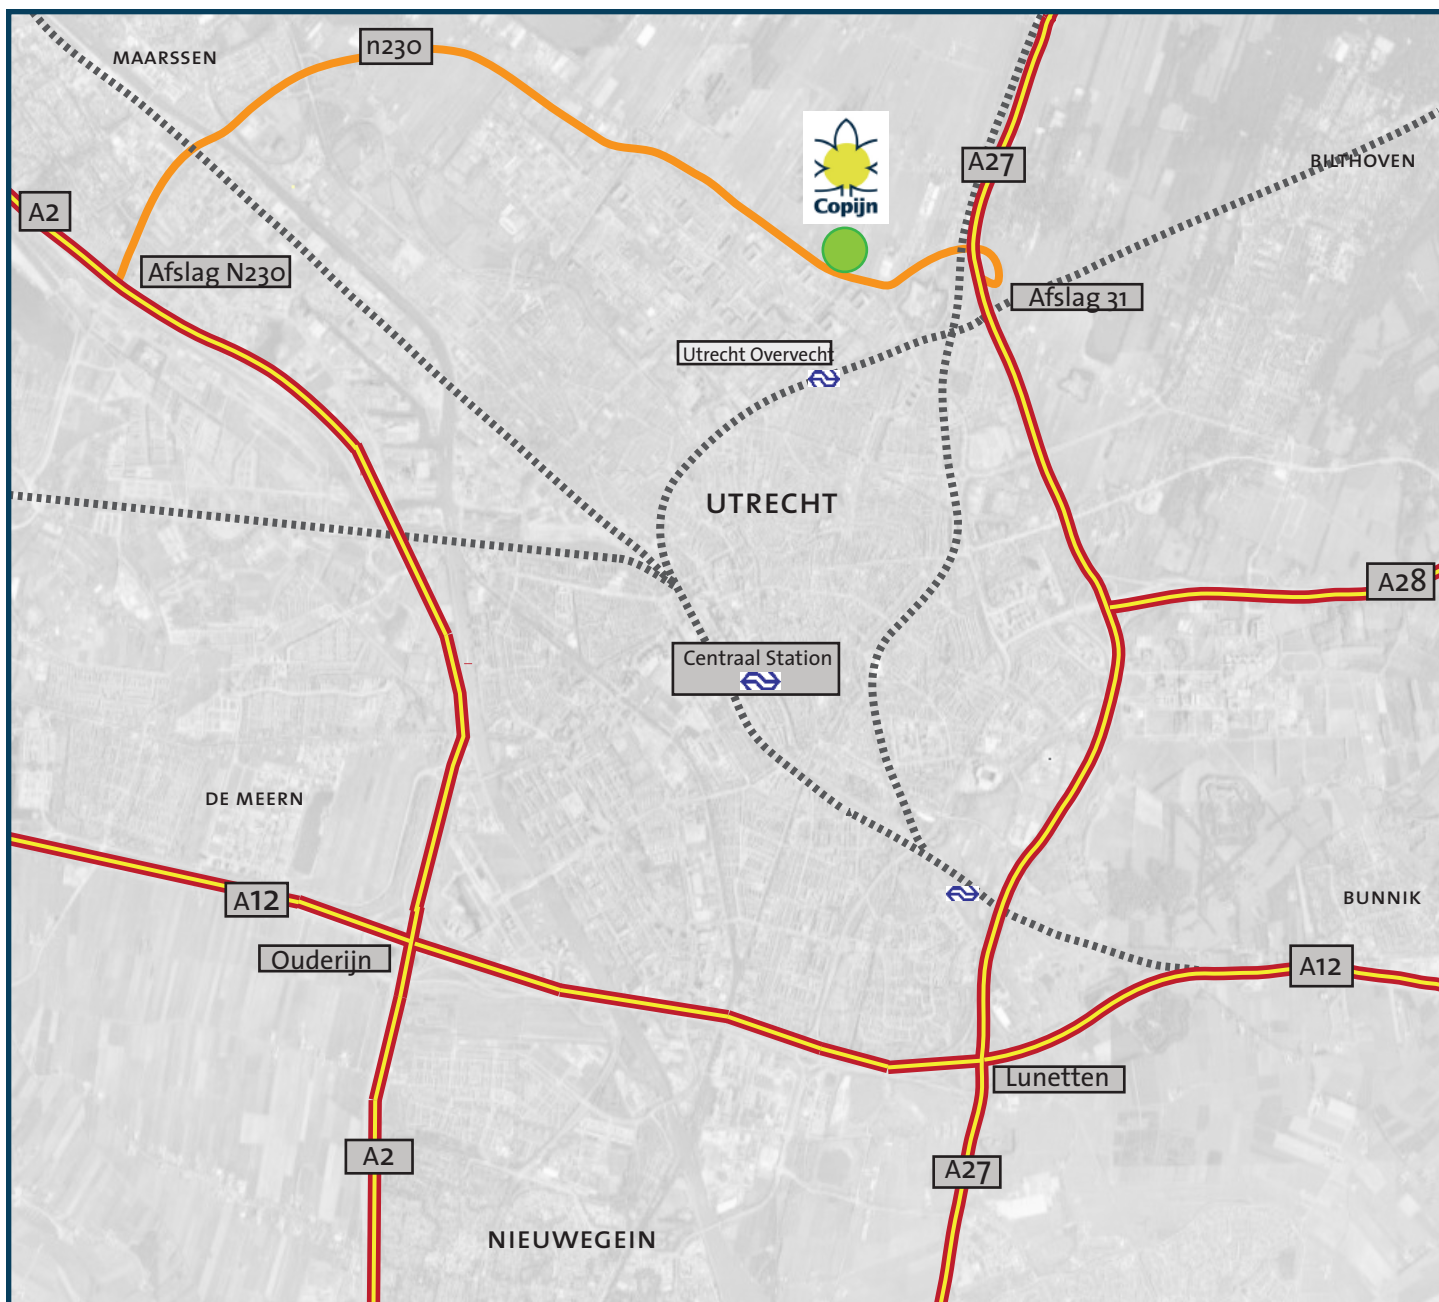 MAARSSEN
n230
Copijn
A27
BILTHOVEN
A2
Afslag N230
Afslag 31
Utrecht Overvecht
UTRECHT
A28
Centraal Station
DE MEERN
A12
BUNNIK
Ouderijn
A12
Lunetten
A2
A27
NIEUWEGEIN